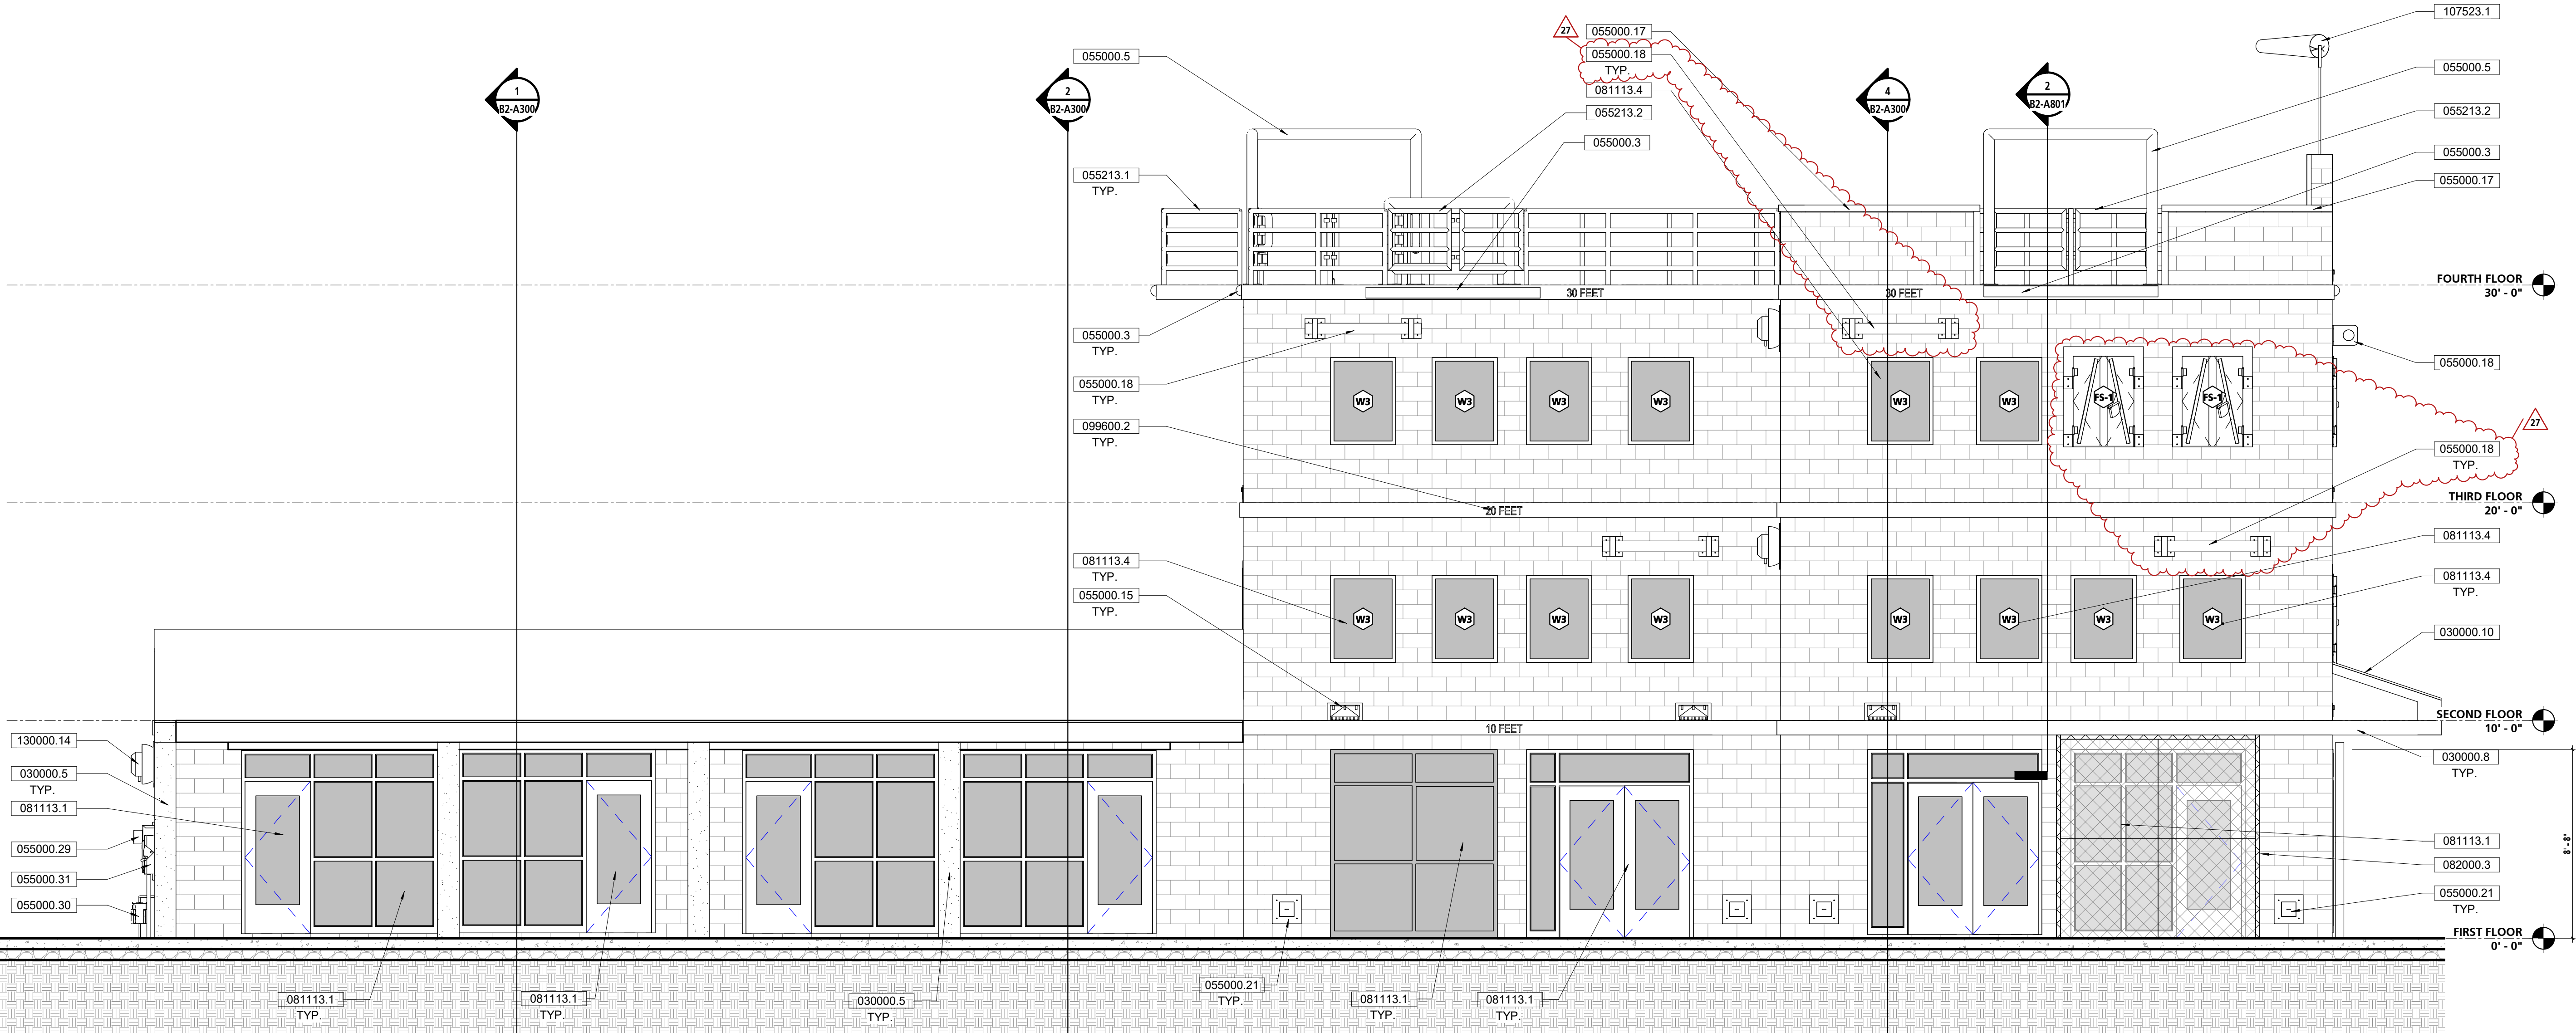 107523.1
27
055000.17
055000.5
055000.18
TYP.
055000.5
081113.4
1
B2-A300
2
B2-A300
4
B2-A300
2
B2-A801
055213.2
055213.2
055000.3
055000.3
055213.1
TYP.
055000.17
FOURTH FLOOR
30' - 0"
30 FEET
30 FEET
055000.3
TYP.
055000.18
055000.18
TYP.
W3
W3
W3
W3
W3
W3
FS-1
FS-1
27
099600.2
TYP.
055000.18
TYP.
THIRD FLOOR
20' - 0"
20 FEET
081113.4
081113.4
TYP.
081113.4
TYP.
055000.15
TYP.
W3
W3
W3
W3
W3
W3
W3
W3
030000.10
SECOND FLOOR
10' - 0"
10 FEET
130000.14
030000.8
TYP.
030000.5
TYP.
081113.1
081113.1
055000.29
082000.3
8' - 8"
055000.31
055000.21
TYP.
055000.30
FIRST FLOOR
0' - 0"
055000.21
TYP.
081113.1
TYP.
081113.1
TYP.
030000.5
TYP.
081113.1
TYP.
081113.1
TYP.